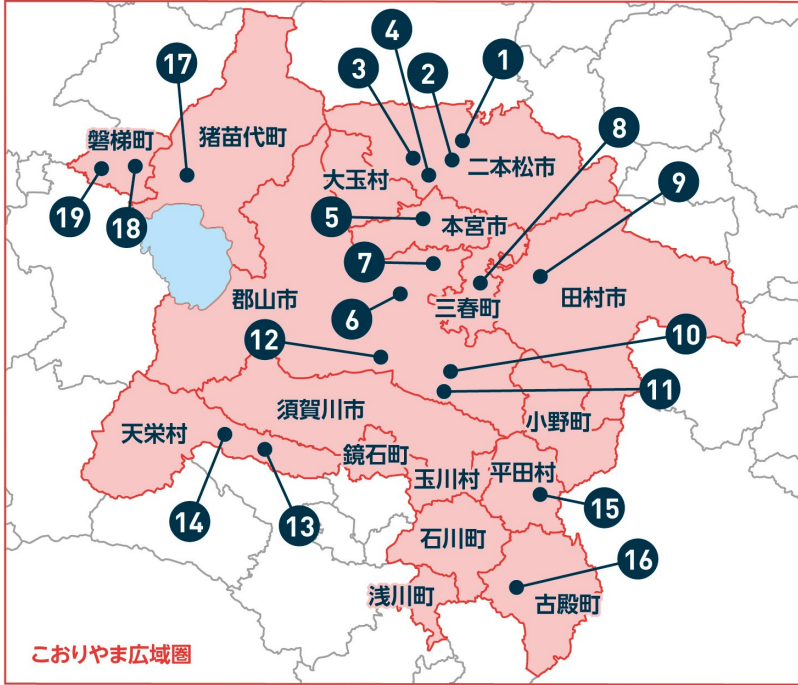 4
17
3
2
1
8
磐梯町
猪苗代町
二本松市
大玉村
9
19
18
5
本宮市
7
郡山市
6
三春町
田村市
12
10
11
須賀川市
小野町
天栄村
鏡石町
玉川村
平田村
14
13
15
石川町
16
浅川町
古殿町
こおりやま広域圏